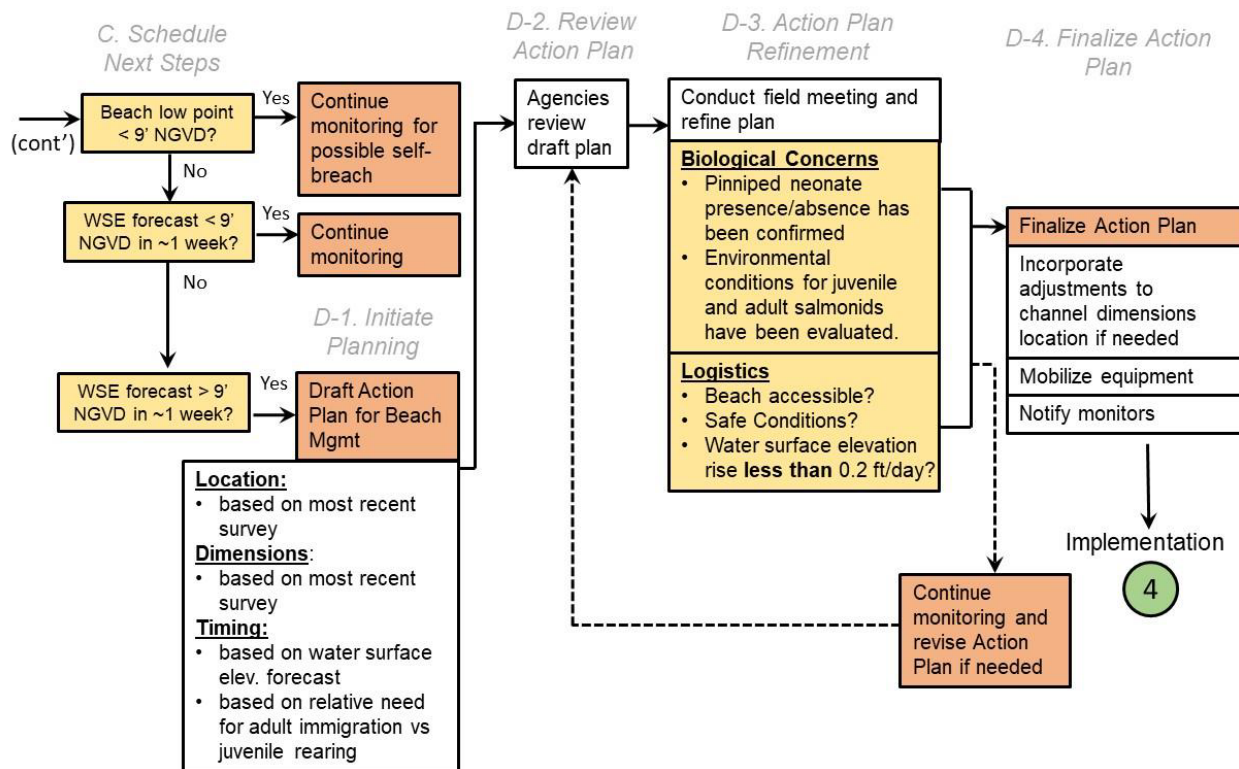 C. Schedule
Next Steps
(cont')
Beach low point
< 9' NGVD?
Yes
Continue
monitoring for
possible self-
breach
No
WSE forecast < 9'
NGVD in ~1 week?
Yes
Continue
monitoring
No
D-1. Initiate
Planning
WSE forecast > 9'
NGVD in ~1 week?
Yes
Draft Action
Plan for Beach
Mgmt
Location:
• based on most recent
survey
Dimensions:
• based on most recent
survey
Timing:
• based on water surface
elev. forecast
• based on relative need
for adult immigration vs
juvenile rearing
D-2. Review
Action Plan
Agencies
review
draft plan
D-3. Action Plan
Refinement
Conduct field meeting and
refine plan
Biological Concerns
• Pinniped neonate
presence/absence has
been confirmed
• Environmental
conditions for juvenile
and adult salmonids
have been evaluated.
Logistics
• Beach accessible?
• Safe Conditions?
• Water surface elevation
rise less than 0.2 ft/day?
Continue
monitoring and
revise Action
Plan if needed
D-4. Finalize Action
Plan
Finalize Action Plan
Incorporate
adjustments to
channel dimensions
location if needed
Mobilize equipment
Notify monitors
Implementation
4